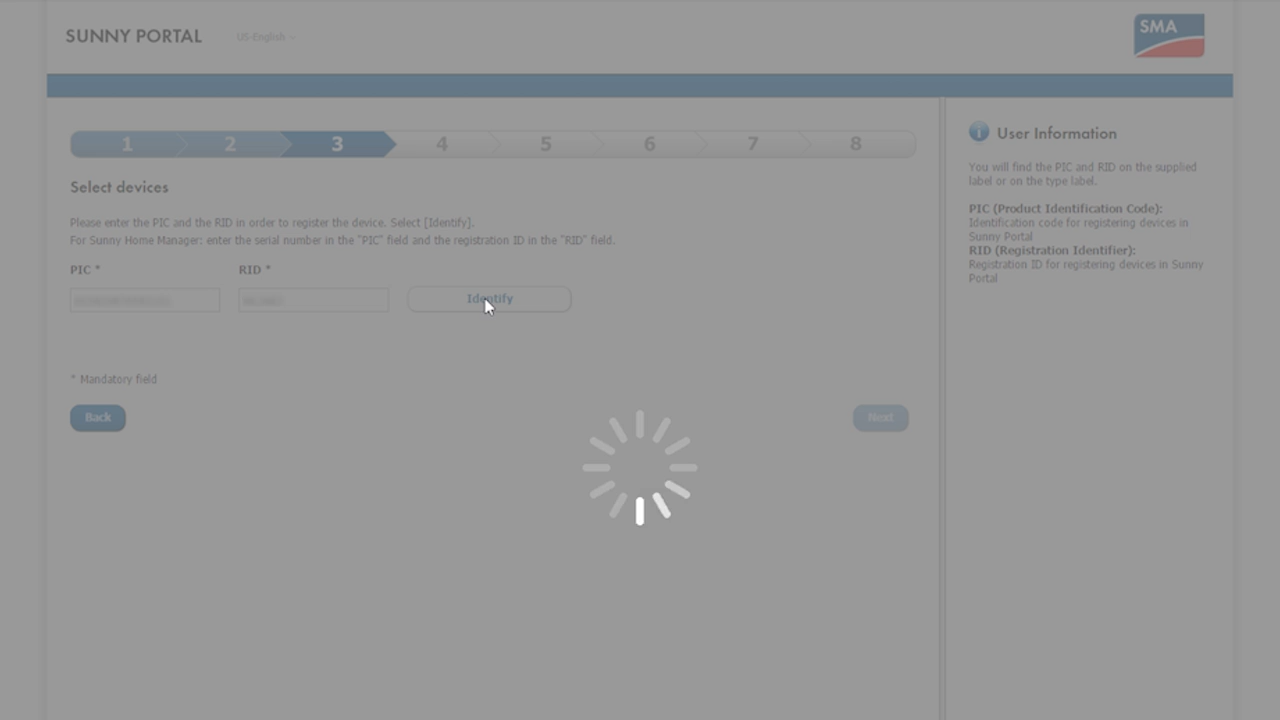 SUNNY PORTAL
US-English
SMA
1 2 3 4 5 6 7 8
Select devices
Please enter the PIC and the RID in order to register the device. Select [Identify].
For Sunny Home Manager: enter the serial number in the "PIC" field and the registration ID in the "RID" field.
PIC * RID *
Identify
* Mandatory field
Back Next
User Information
You will find the PIC and RID on the supplied
label or on the type label.
PIC (Product Identification Code):
Identification code for registering devices in
Sunny Portal
RID (Registration Identifier):
Registration ID for registering devices in Sunny
Portal